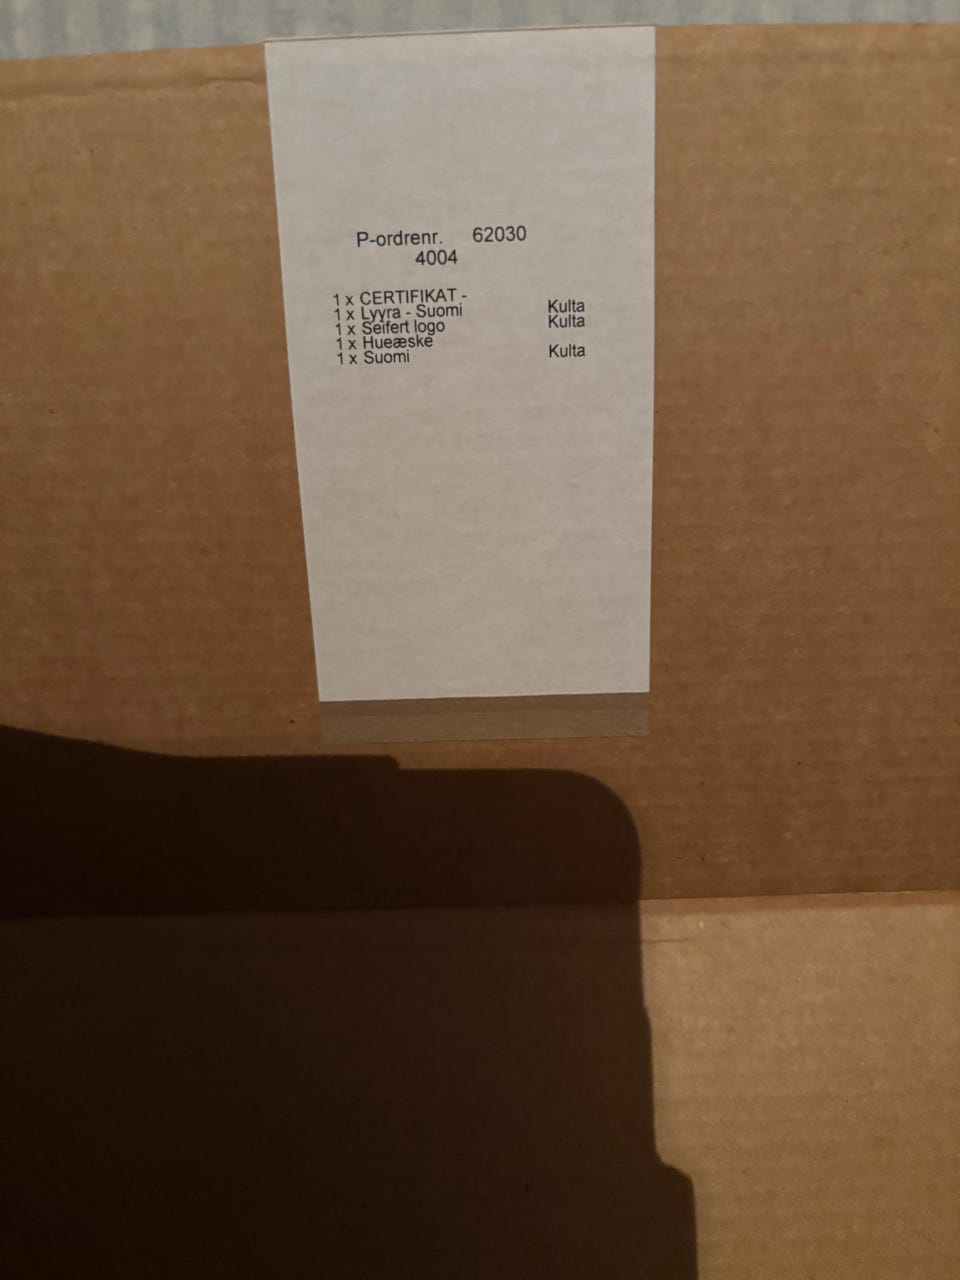 P-ordrenr. 62030
4004
1 x CERTIFIKAT -
1 x Lyyra - Suomi Kulta
1 x Seifert logo Kulta
1 x Hueæske
1 x Suomi Kulta